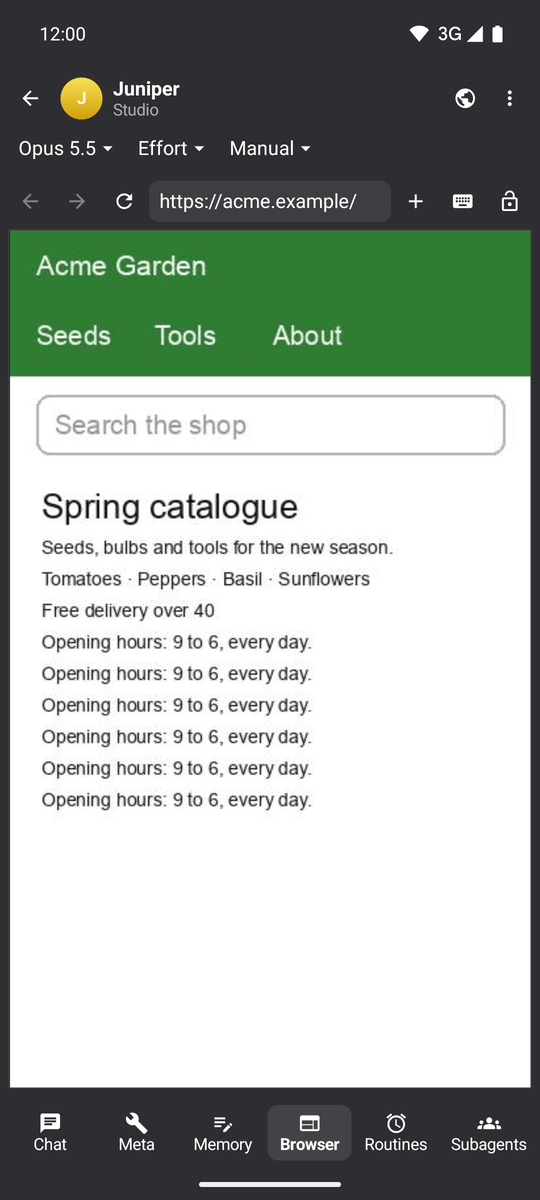 12:00 3G
J Juniper
Studio
Opus 5.5 Effort Manual
https://acme.example/
Acme Garden
Seeds Tools About
Search the shop
Spring catalogue
Seeds, bulbs and tools for the new season.
Tomatoes · Peppers · Basil · Sunflowers
Free delivery over 40
Opening hours: 9 to 6, every day.
Opening hours: 9 to 6, every day.
Opening hours: 9 to 6, every day.
Opening hours: 9 to 6, every day.
Opening hours: 9 to 6, every day.
Opening hours: 9 to 6, every day.
Chat Meta Memory Browser Routines Subagents